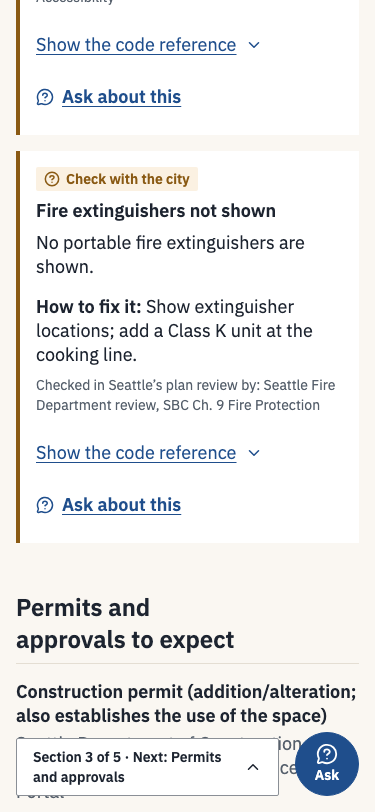 Show the code reference
Ask about this
Check with the city
Fire extinguishers not shown
No portable fire extinguishers are
shown.
How to fix it: Show extinguisher
locations; add a Class K unit at the
cooking line.
Checked in Seattle's plan review by: Seattle Fire
Department review, SBC Ch. 9 Fire Protection
Show the code reference
Ask about this
Permits and
approvals to expect
Construction permit (addition/alteration;
also establishes the use of the space)
Section 3 of 5 · Next: Permits
and approvals
Ask